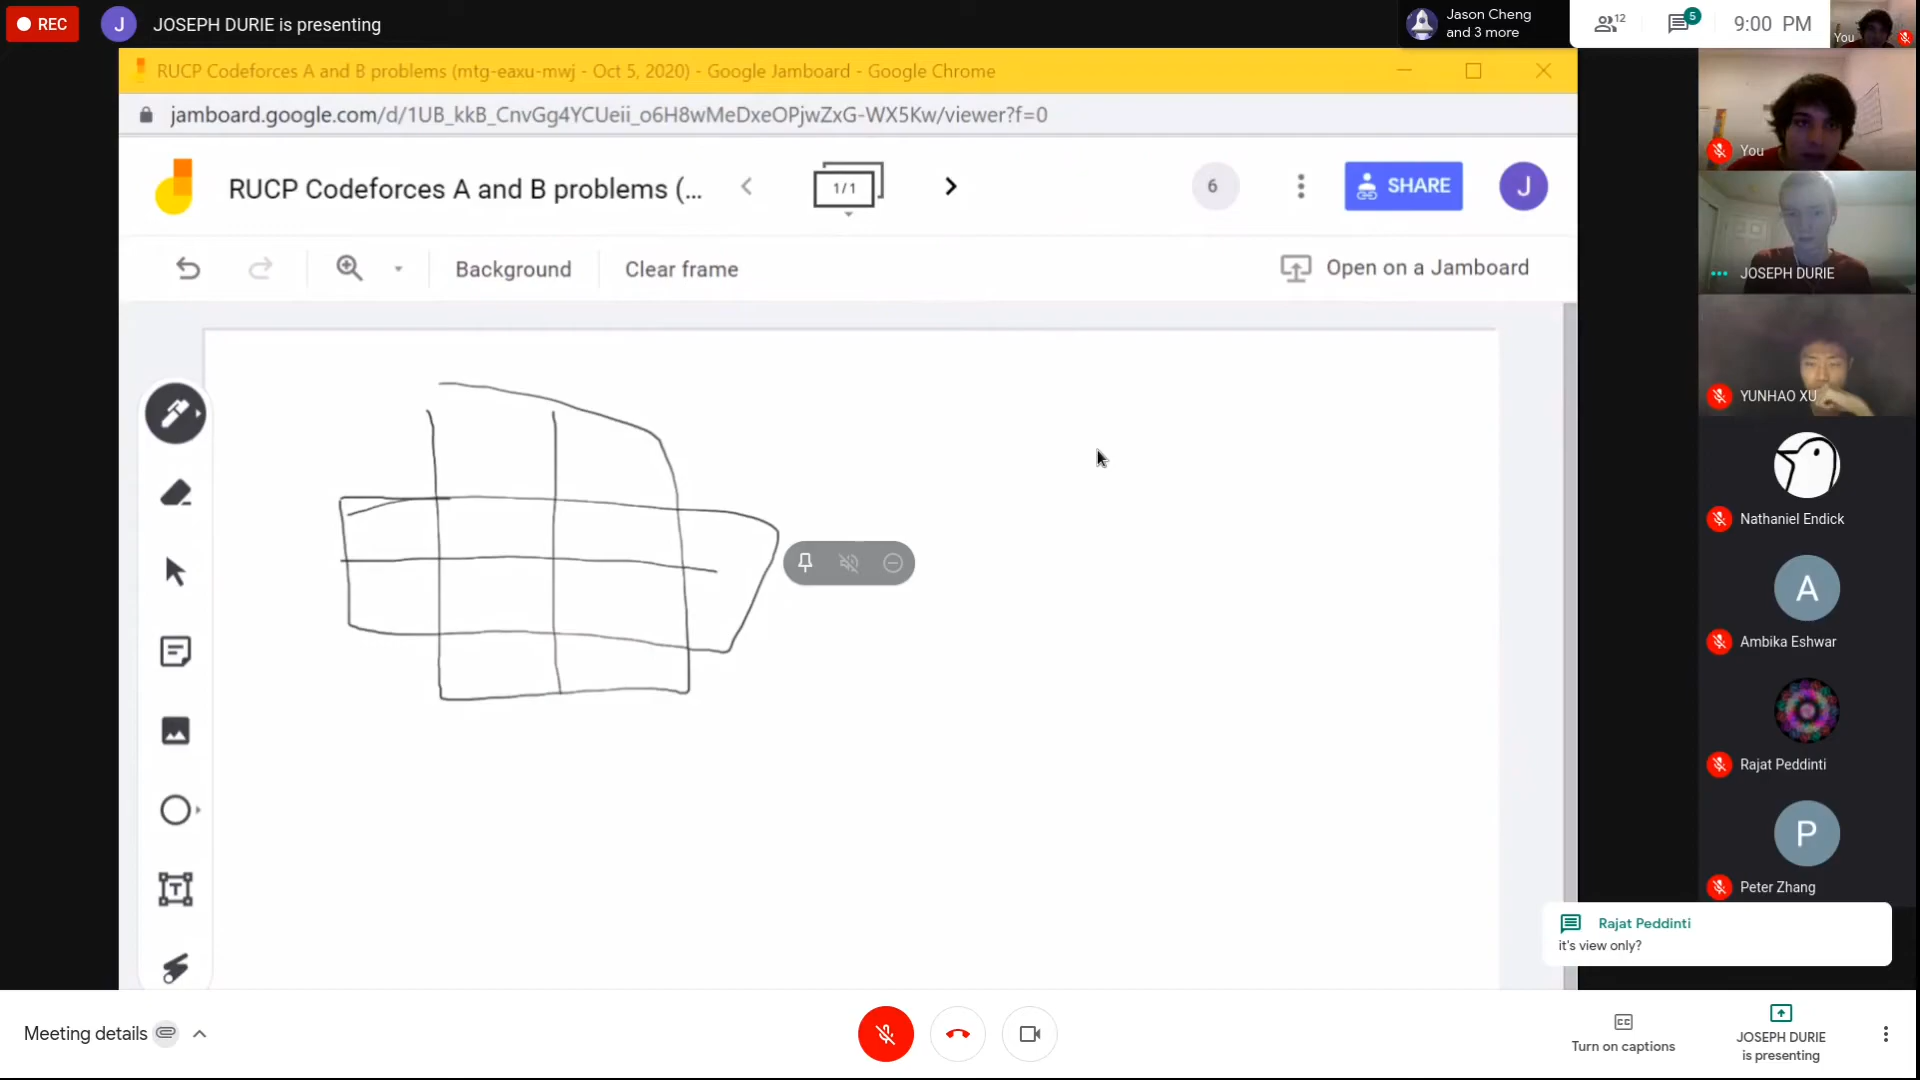 REC
J
JOSEPH DURIE is presenting
Jason Cheng
and 3 more
12
5
9:00 PM
You
RUCP Codeforces A and B problems (mtg-eaxu-mwj - Oct 5, 2020) - Google Jamboard - Google Chrome
jamboard.google.com/d/1UB_kkB_CnvGg4YCUeii_o6H8wMeDxeOPjwZxG-WX5Kw/viewer?f=0
RUCP Codeforces A and B problems (...
1/1
6
SHARE
J
Background
Clear frame
Open on a Jamboard
You
JOSEPH DURIE
YUNHAO XU
Nathaniel Endick
A
Ambika Eshwar
Rajat Peddinti
P
Peter Zhang
Rajat Peddinti
it's view only?
Meeting details
CC
Turn on captions
JOSEPH DURIE
is presenting